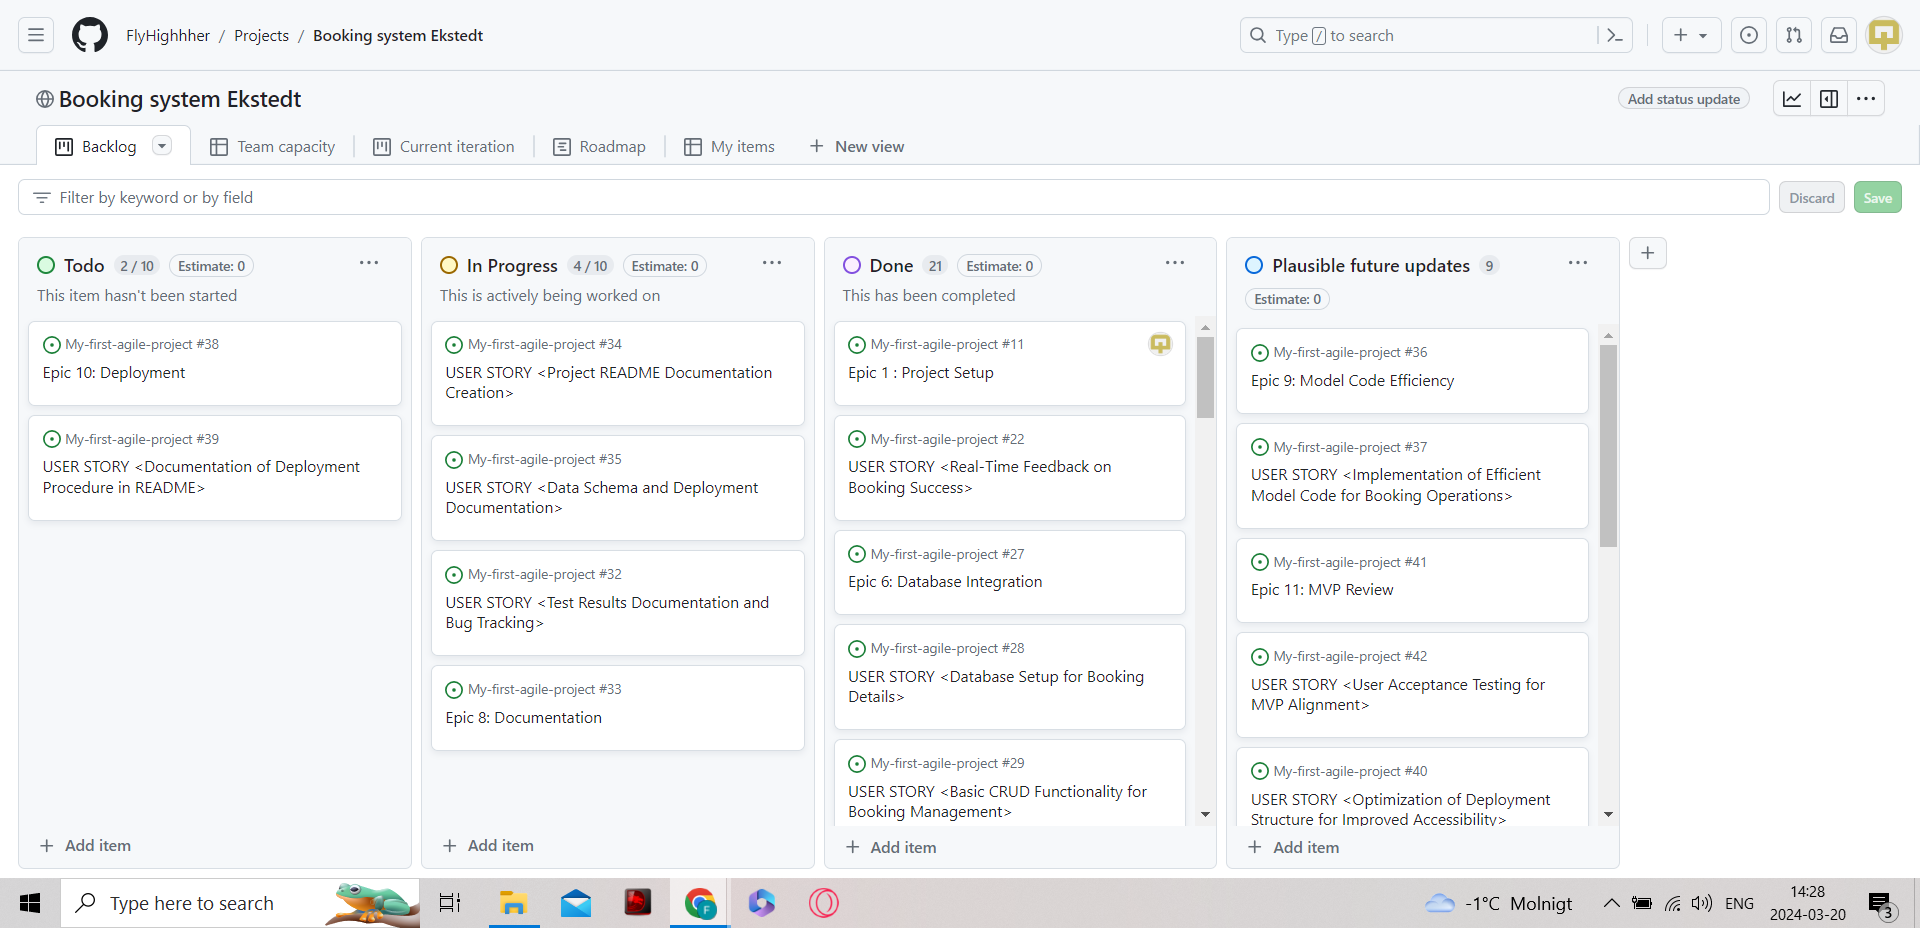 FlyHighhher / Projects / Booking system Ekstedt
Type / to search
Booking system Ekstedt
Add status update
Backlog
Team capacity
Current iteration
Roadmap
My items
New view
Filter by keyword or by field
Discard
Save
Todo 2 / 10 Estimate: 0
This item hasn't been started
My-first-agile-project #38
Epic 10: Deployment
My-first-agile-project #39
USER STORY <Documentation of Deployment
Procedure in README>
Add item
In Progress 4 / 10 Estimate: 0
This is actively being worked on
My-first-agile-project #34
USER STORY <Project README Documentation
Creation>
My-first-agile-project #35
USER STORY <Data Schema and Deployment
Documentation>
My-first-agile-project #32
USER STORY <Test Results Documentation and
Bug Tracking>
My-first-agile-project #33
Epic 8: Documentation
Add item
Done 21 Estimate: 0
This has been completed
My-first-agile-project #11
Epic 1 : Project Setup
My-first-agile-project #22
USER STORY <Real-Time Feedback on
Booking Success>
My-first-agile-project #27
Epic 6: Database Integration
My-first-agile-project #28
USER STORY <Database Setup for Booking
Details>
My-first-agile-project #29
USER STORY <Basic CRUD Functionality for
Booking Management>
Add item
Plausible future updates 9
Estimate: 0
My-first-agile-project #36
Epic 9: Model Code Efficiency
My-first-agile-project #37
USER STORY <Implementation of Efficient
Model Code for Booking Operations>
My-first-agile-project #41
Epic 11: MVP Review
My-first-agile-project #42
USER STORY <User Acceptance Testing for
MVP Alignment>
My-first-agile-project #40
USER STORY <Optimization of Deployment
Structure for Improved Accessibility>
Add item
Type here to search
F
-1°C Molnigt
ENG
14:28
2024-03-20
3